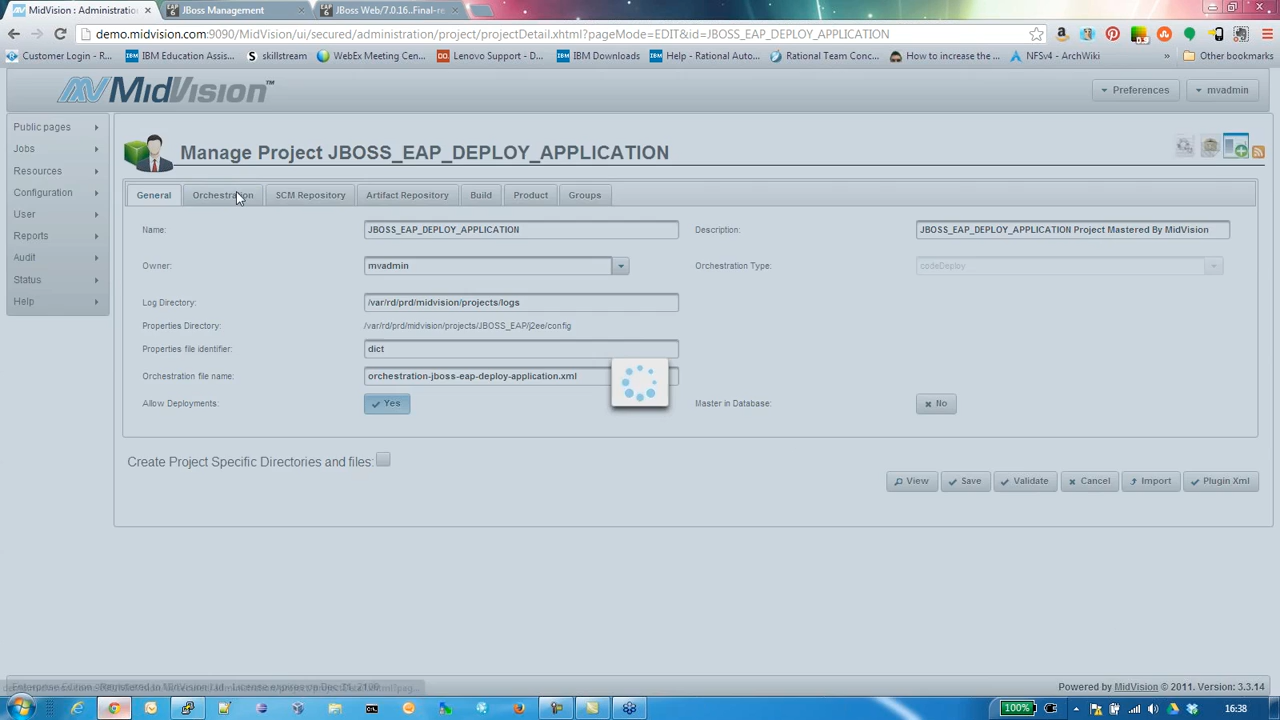 MidVision : Administratio
JBoss Management
JBoss Web/7.0.16..Final-re
demo.midvision.com:9090/MidVision/ui/secured/administration/project/projectDetail.xhtml?pageMode=EDIT&id=JBOSS_EAP_DEPLOY_APPLICATION
Customer Login - R... IBM Education Assis... skillstream WebEx Meeting Cen... Lenovo Support - D... IBM Downloads Help - Rational Auto... Rational Team Conc... How to increase the ... NFSv4 - ArchWiki » Other bookmarks
MidVision™
Preferences
mvadmin
Public pages
Jobs
Resources
Configuration
User
Reports
Audit
Status
Help
Manage Project JBOSS_EAP_DEPLOY_APPLICATION
General Orchestration SCM Repository Artifact Repository Build Product Groups
Name: JBOSS_EAP_DEPLOY_APPLICATION Description: JBOSS_EAP_DEPLOY_APPLICATION Project Mastered By MidVision
Owner: mvadmin Orchestration Type: codeDeploy
Log Directory: /var/rd/prd/midvision/projects/logs
Properties Directory: /var/rd/prd/midvision/projects/JBOSS_EAP/j2ee/config
Properties file identifier: dict
Orchestration file name: orchestration-jboss-eap-deploy-application.xml
Allow Deployments: Yes Master in Database: No
Create Project Specific Directories and files:
View Save Validate Cancel Import Plugin Xml
Powered by MidVision © 2011. Version: 3.3.14
100% 16:38